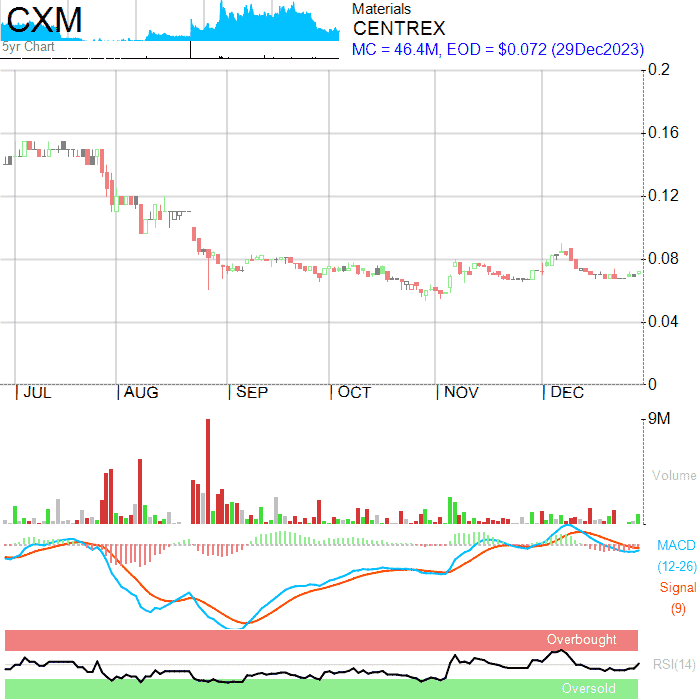 CXM
5yr Chart
Materials
CENTREX
MC = 46.4M, EOD = $0.072 (29Dec2023)
0.2
0.16
0.12
0.08
0.04
0
JUL AUG SEP OCT NOV DEC
9M
Volume
MACD
(12-26)
Signal
(9)
Overbought
RSI(14)
Oversold